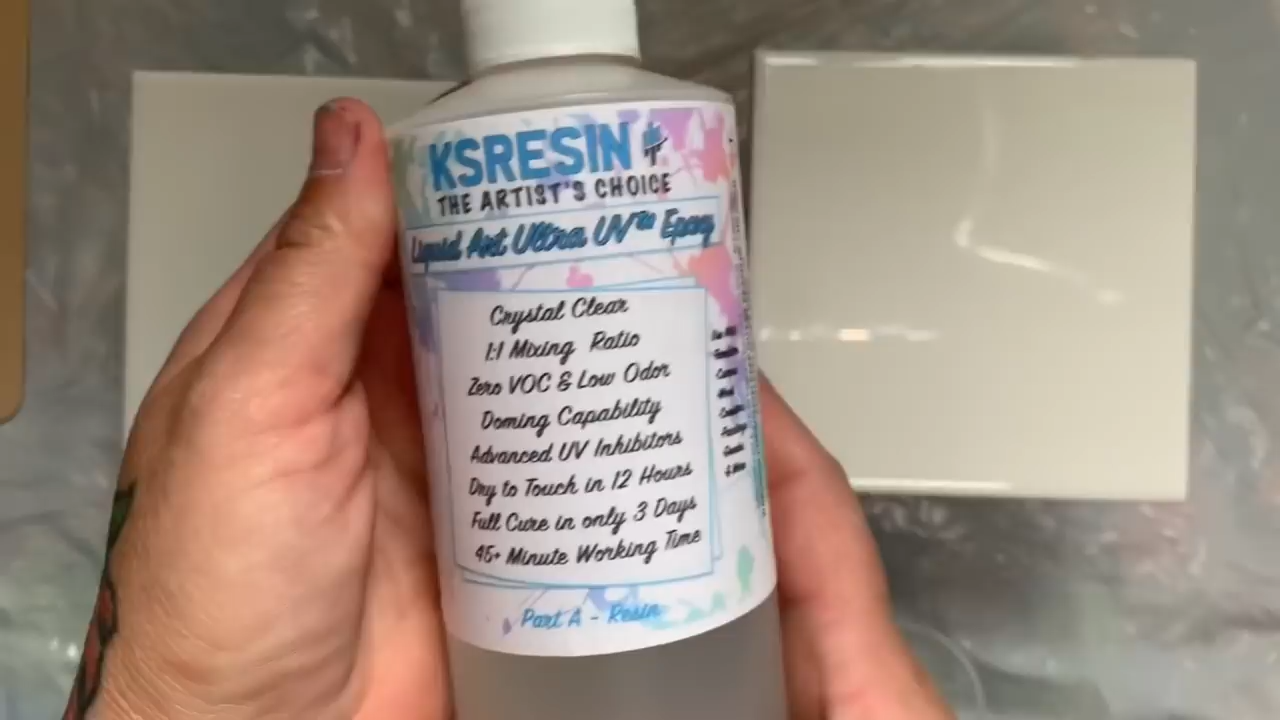 KSRESIN
THE ARTIST'S CHOICE
Liquid Art Ultra UV™ Epoxy
Crystal Clear
1:1 Mixing Ratio
Zero VOC & Low Odor
Doming Capability
Advanced UV Inhibitors
Dry to Touch in 12 Hours
Full Cure in only 3 Days
45+ Minute Working Time
Part A - Resin